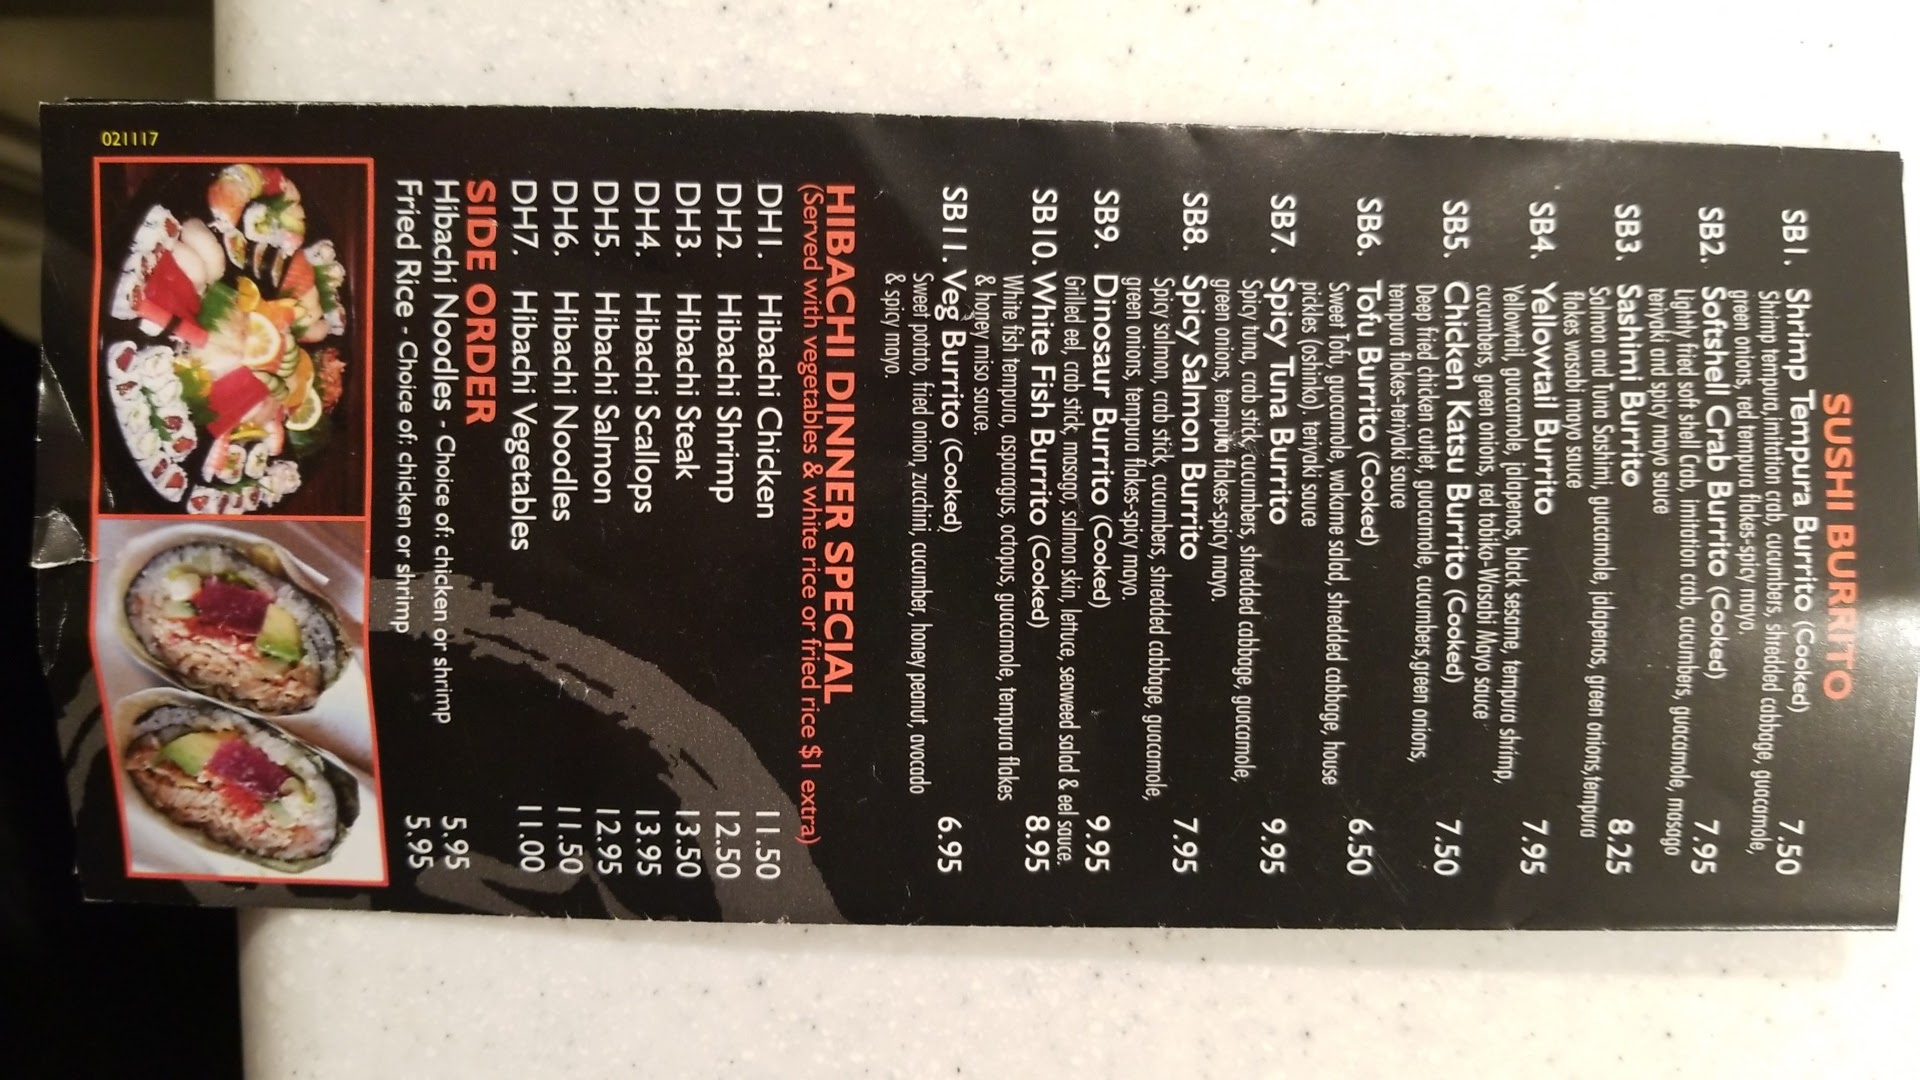 SUSHI BURRITO
SB1. Shrimp Tempura Burrito (Cooked) 7.50
Shrimp tempura, imitation crab, cucumbers, shredded cabbage, guacamole,
green onions, red tempura flakes-spicy mayo.
SB2. Softshell Crab Burrito (Cooked) 7.95
Lightly fried soft shell Crab, imitation crab, cucumbers, guacamole, masago
teriyaki and spicy mayo sauce
SB3. Sashimi Burrito 8.25
Salmon and Tuna Sashimi, guacamole, jalapenos, green onions,tempura
flakes wasabi mayo sauce
SB4. Yellowtail Burrito 7.95
Yellowtail, guacamole, jalapenos, black sesame, tempura shrimp,
cucumbers, green onions, red tobiko-Wasabi Mayo sauce
SB5. Chicken Katsu Burrito (Cooked) 7.50
Deep fried chicken cutlet, guacamole, cucumbers,green onions,
tempura flakes-teriyaki sauce
SB6. Tofu Burrito (Cooked) 6.50
Sweet Tofu, guacamole, wakame salad, shredded cabbage, house
pickles (oshinko). teriyaki sauce
SB7. Spicy Tuna Burrito 9.95
Spicy tuna, crab stick, cucumbers, shredded cabbage, guacamole,
green onions, tempura flakes-spicy mayo.
SB8. Spicy Salmon Burrito 7.95
Spicy salmon, crab stick, cucumbers, shredded cabbage, guacamole,
green onions, tempura flakes-spicy mayo.
SB9. Dinosaur Burrito (Cooked) 9.95
Grilled eel, crab stick, masago, salmon skin, lettuce, seaweed salad & eel sauce.
SB10. White Fish Burrito (Cooked) 8.95
White fish tempura, asparagus, octopus, guacamole, tempura flakes
& honey miso sauce.
SB11. Veg Burrito (Cooked) 6.95
Sweet potato, fried onion, zucchini, cucumber, honey peanut, avocado
& spicy mayo.
HIBACHI DINNER SPECIAL
(Served with vegetables & white rice or fried rice $1 extra)
DH1. Hibachi Chicken 11.50
DH2. Hibachi Shrimp 12.50
DH3. Hibachi Steak 13.50
DH4. Hibachi Scallops 13.95
DH5. Hibachi Salmon 12.95
DH6. Hibachi Noodles 11.50
DH7. Hibachi Vegetables 11.00
SIDE ORDER
Hibachi Noodles - Choice of: chicken or shrimp 5.95
Fried Rice - Choice of: chicken or shrimp 5.95
021117